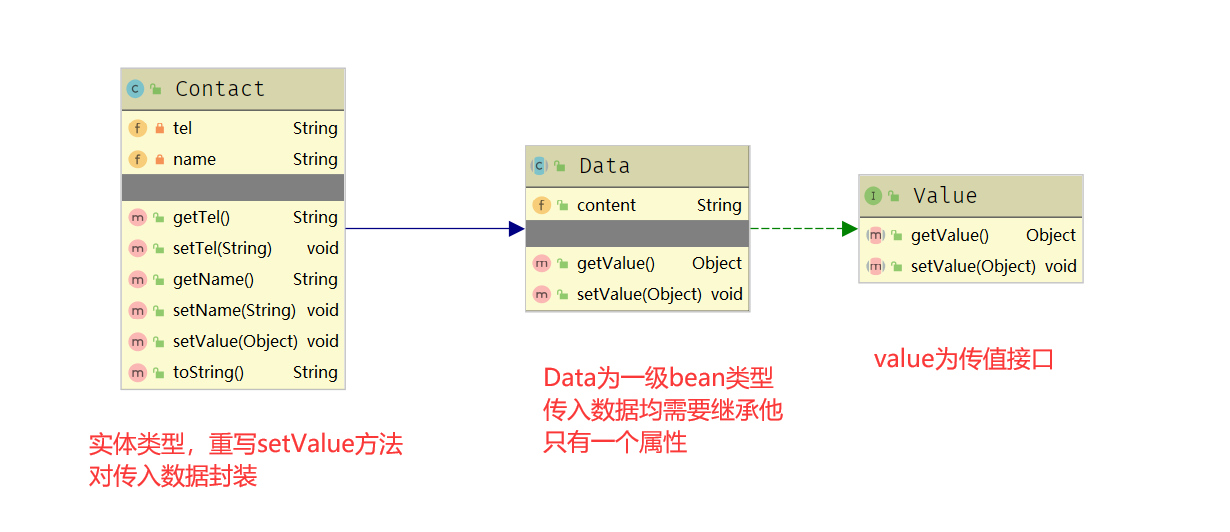 Contact
tel String
name String
getTel() String
setTel(String) void
getName() String
setName(String) void
setValue(Object) void
toString() String
实体类型，重写setValue方法
对传入数据封装
Data
content String
getValue() Object
setValue(Object) void
Data为一级bean类型
传入数据均需要继承他
只有一个属性
Value
getValue() Object
setValue(Object) void
value为传值接口